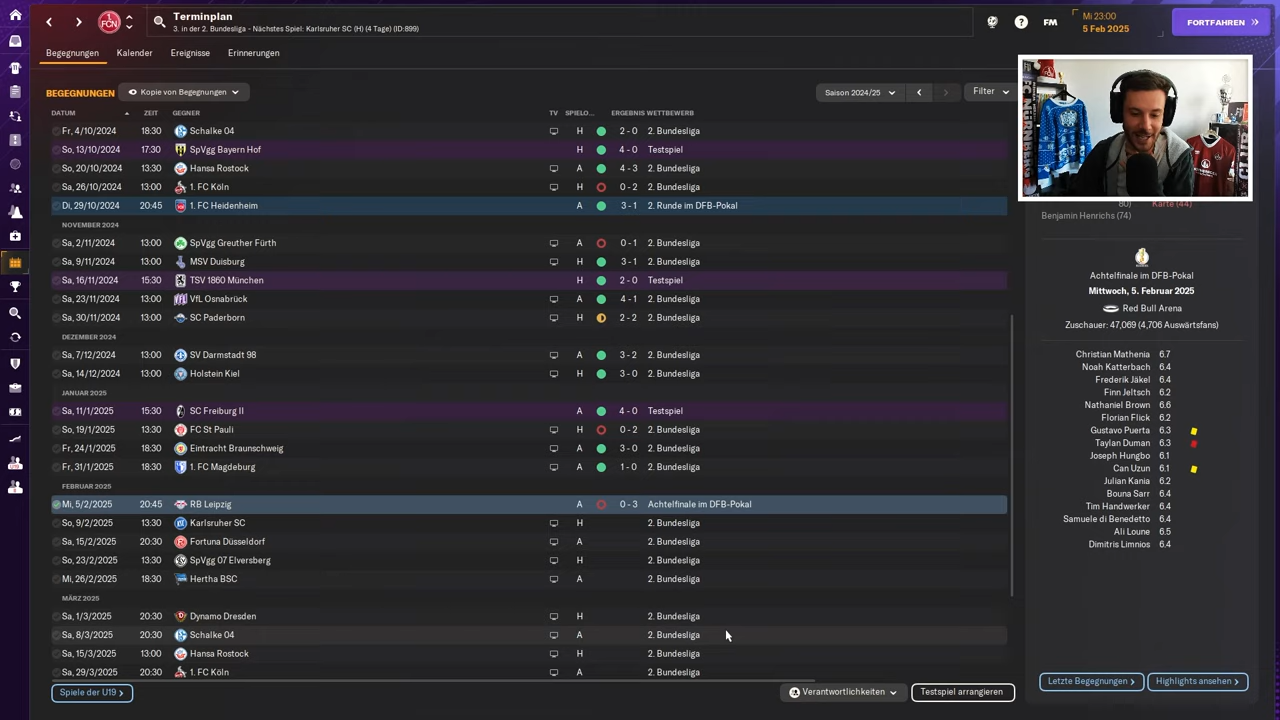 Terminplan
3. in der 2. Bundesliga - Nächstes Spiel: Karlsruher SC (H) (4 Tage) (ID:899)
FM
Mi 23:00
5 Feb 2025
FORTFAHREN
Begegnungen Kalender Ereignisse Erinnerungen
BEGEGNUNGEN Kopie von Begegnungen Saison 2024/25 Filter
DATUM ZEIT GEGNER TV SPIELO... ERGEBNIS WETTBEWERB
Fr, 4/10/2024 18:30 Schalke 04 H 2 - 0 2. Bundesliga
So, 13/10/2024 17:30 SpVgg Bayern Hof H 4 - 0 Testspiel
So, 20/10/2024 13:30 Hansa Rostock A 4 - 3 2. Bundesliga
Sa, 26/10/2024 13:00 1. FC Köln H 0 - 2 2. Bundesliga
Di, 29/10/2024 20:45 1. FC Heidenheim A 3 - 1 2. Runde im DFB-Pokal
NOVEMBER 2024
Sa, 2/11/2024 13:00 SpVgg Greuther Fürth A 0 - 1 2. Bundesliga
Sa, 9/11/2024 13:00 MSV Duisburg H 3 - 1 2. Bundesliga
Sa, 16/11/2024 15:30 TSV 1860 München H 2 - 0 Testspiel
Sa, 23/11/2024 13:00 VfL Osnabrück A 4 - 1 2. Bundesliga
Sa, 30/11/2024 13:00 SC Paderborn H 2 - 2 2. Bundesliga
DEZEMBER 2024
Sa, 7/12/2024 13:00 SV Darmstadt 98 A 3 - 2 2. Bundesliga
Sa, 14/12/2024 13:00 Holstein Kiel H 3 - 0 2. Bundesliga
JANUAR 2025
Sa, 11/1/2025 15:30 SC Freiburg II A 4 - 0 Testspiel
So, 19/1/2025 13:30 FC St Pauli H 0 - 2 2. Bundesliga
Fr, 24/1/2025 18:30 Eintracht Braunschweig A 3 - 0 2. Bundesliga
Fr, 31/1/2025 18:30 1. FC Magdeburg A 1 - 0 2. Bundesliga
FEBRUAR 2025
Mi, 5/2/2025 20:45 RB Leipzig A 0 - 3 Achtelfinale im DFB-Pokal
So, 9/2/2025 13:30 Karlsruher SC H 2. Bundesliga
Sa, 15/2/2025 20:30 Fortuna Düsseldorf A 2. Bundesliga
So, 23/2/2025 13:30 SpVgg 07 Elversberg H 2. Bundesliga
Mi, 26/2/2025 18:30 Hertha BSC A 2. Bundesliga
MÄRZ 2025
Sa, 1/3/2025 20:30 Dynamo Dresden H 2. Bundesliga
Sa, 8/3/2025 20:30 Schalke 04 A 2. Bundesliga
Sa, 15/3/2025 13:00 Hansa Rostock H 2. Bundesliga
Sa, 29/3/2025 20:30 1. FC Köln A 2. Bundesliga
Spiele der U19 Verantwortlichkeiten Testspiel arrangieren
80) Karte (44)
Benjamin Henrichs (74)
Achtelfinale im DFB-Pokal
Mittwoch, 5. Februar 2025
Red Bull Arena
Zuschauer: 47,069 (4,706 Auswärtsfans)
Christian Mathenia 6.7
Noah Katterbach 6.4
Frederik Jäkel 6.4
Finn Jeltsch 6.2
Nathaniel Brown 6.6
Florian Flick 6.2
Gustavo Puerta 6.3
Taylan Duman 6.3
Joseph Hungbo 6.1
Can Uzun 6.1
Julian Kania 6.2
Bouna Sarr 6.4
Tim Handwerker 6.4
Samuele di Benedetto 6.4
Ali Loune 6.5
Dimitris Limnios 6.4
Letzte Begegnungen Highlights ansehen